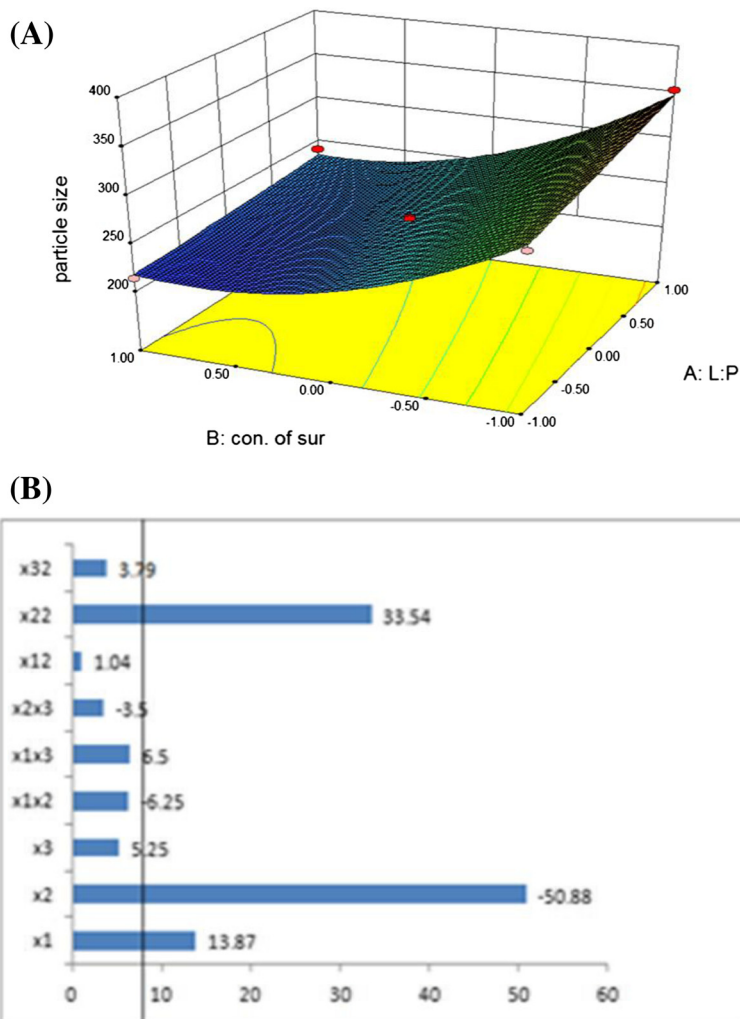 (A)
400
350
300
250
200
particle size
1.00
0.50
0.00
-0.50
-1.00
B: con. of sur
-1.00
-0.50
0.00
0.50
1.00
A: L:P
(B)
x32 3.79
x22 33.54
x12 1.04
x2x3 -3.5
x1x3 6.5
x1x2 -6.25
x3 5.25
x2 -50.88
x1 13.87
0 10 20 30 40 50 60